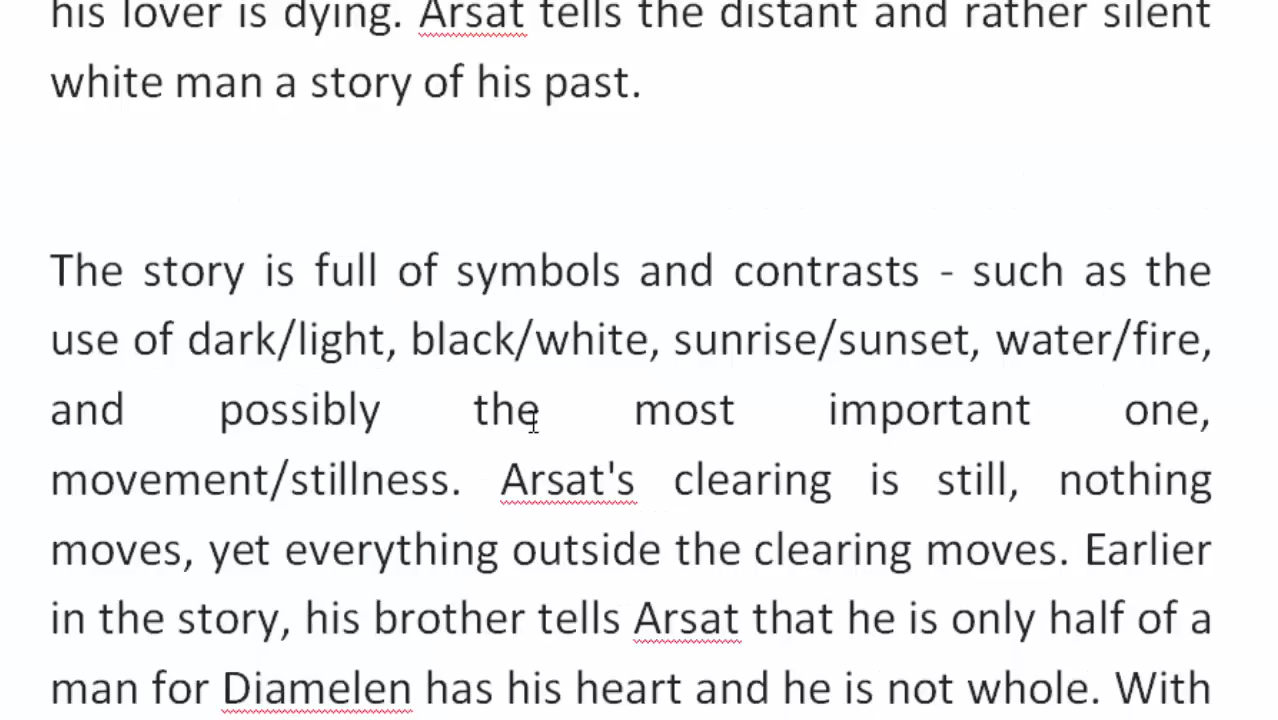 his lover is dying. Arsat tells the distant and rather silent
white man a story of his past.
The story is full of symbols and contrasts - such as the
use of dark/light, black/white, sunrise/sunset, water/fire,
and possibly the most important one,
movement/stillness. Arsat's clearing is still, nothing
moves, yet everything outside the clearing moves. Earlier
in the story, his brother tells Arsat that he is only half of a
man for Diamelen has his heart and he is not whole. With